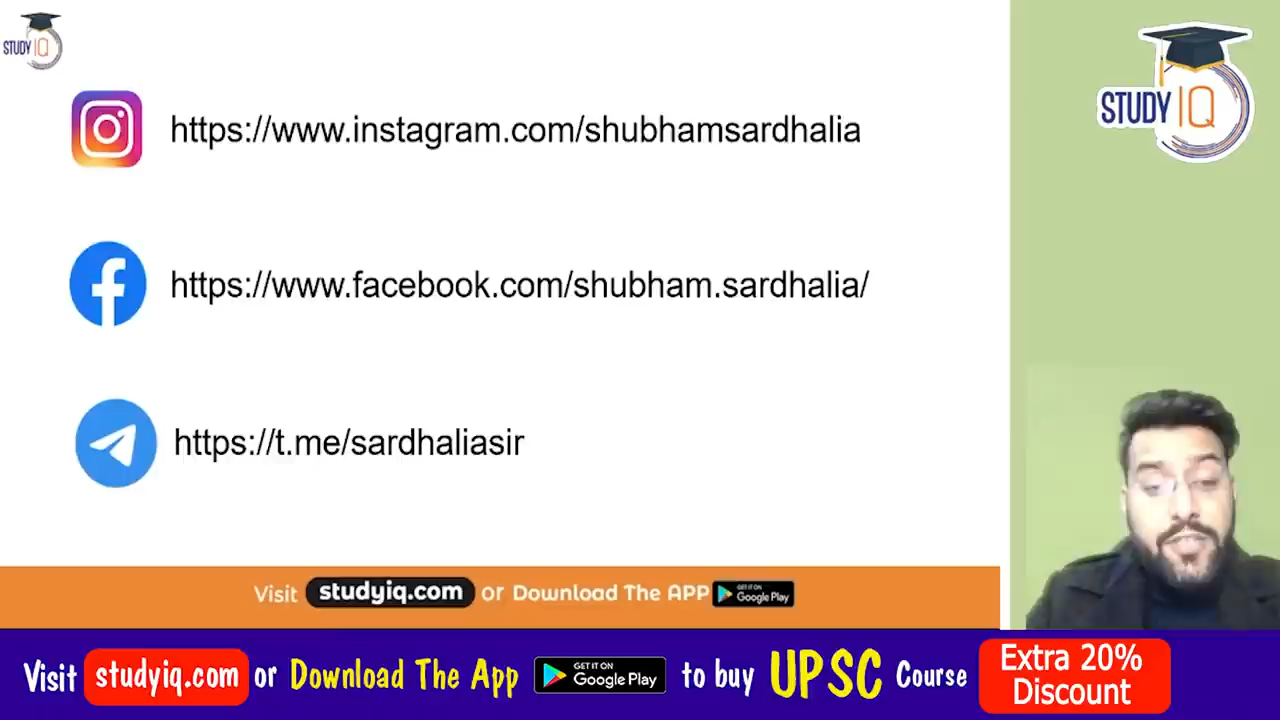 STUDY IQ
https://www.instagram.com/shubhamsardhalia
https://www.facebook.com/shubham.sardhalia/
https://t.me/sardhaliasir
STUDY IQ
Visit studyiq.com or Download The APP GET IT ON Google Play
Visit studyiq.com or Download The App GET IT ON Google Play to buy UPSC Course Extra 20% Discount